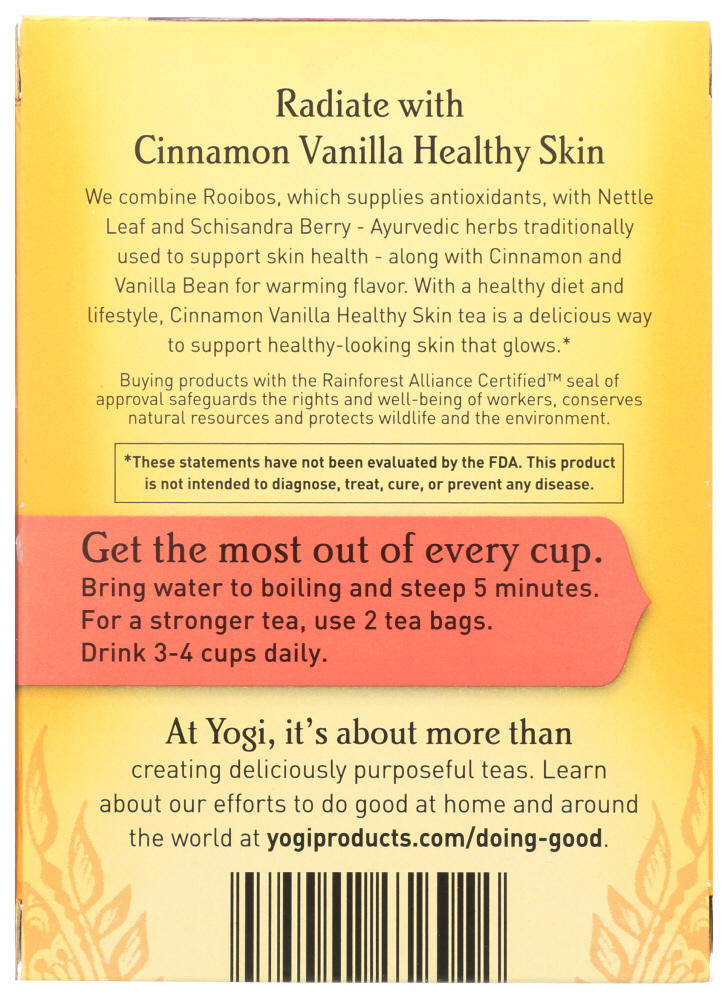 Radiate with
Cinnamon Vanilla Healthy Skin
We combine Rooibos, which supplies antioxidants, with Nettle
Leaf and Schisandra Berry - Ayurvedic herbs traditionally
used to support skin health - along with Cinnamon and
Vanilla Bean for warming flavor. With a healthy diet and
lifestyle, Cinnamon Vanilla Healthy Skin tea is a delicious way
to support healthy-looking skin that glows.*
Buying products with the Rainforest Alliance Certified™ seal of
approval safeguards the rights and well-being of workers, conserves
natural resources and protects wildlife and the environment.
*These statements have not been evaluated by the FDA. This product
is not intended to diagnose, treat, cure, or prevent any disease.
Get the most out of every cup.
Bring water to boiling and steep 5 minutes.
For a stronger tea, use 2 tea bags.
Drink 3-4 cups daily.
At Yogi, it's about more than
creating deliciously purposeful teas. Learn
about our efforts to do good at home and around
the world at yogiproducts.com/doing-good.